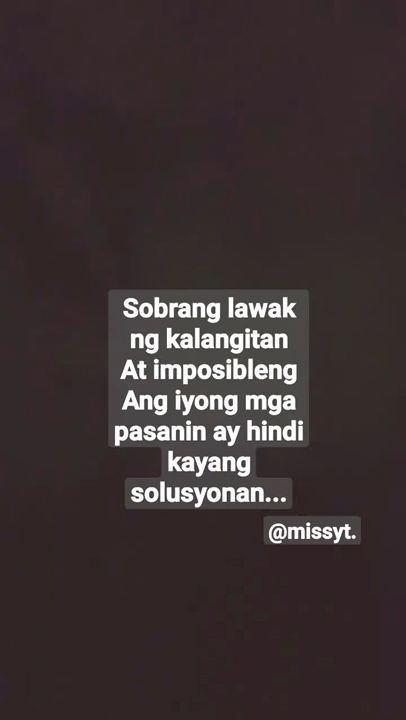 Sobrang lawak
ng kalangitan
At imposibleng
Ang iyong mga
pasanin ay hindi
kayang
solusyonan...
@missyt.